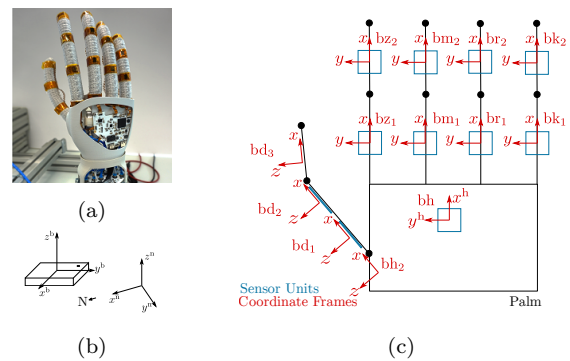 (a)
z^b
y^b
x^b
N
z^n
x^n
y^n
(b)
x bz₂ x bm₂ x br₂ x bk₂
y y y y
x bz₁ x bm₁ x br₁ x bk₁
y y y y
x
bd₃
z
x
bd₂
z
x
bd₁
z
x
bh₂
z
bh
x^h
y^h
Sensor Units
Coordinate Frames
Palm
(c)